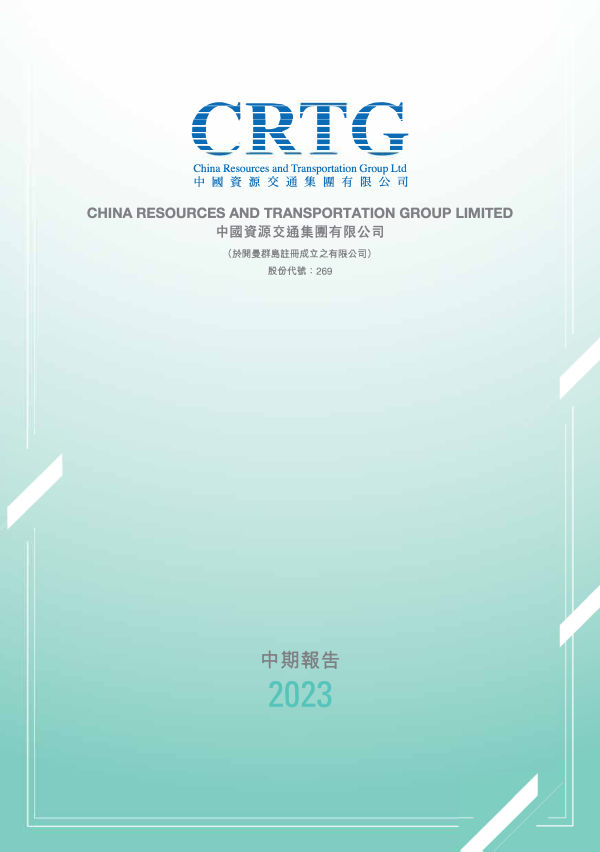 CRTG
China Resources and Transportation Group Ltd
中國資源交通集團有限公司
CHINA RESOURCES AND TRANSPORTATION GROUP LIMITED
中國資源交通集團有限公司
（於開曼群島註冊成立之有限公司）
股份代號：269
中期報告
2023